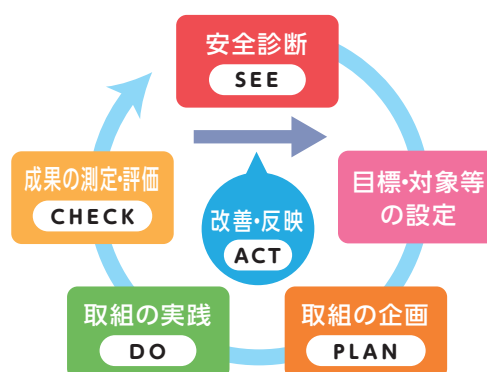 安全診断
SEE
目標・対象等
の設定
取組の企画
PLAN
取組の実践
DO
成果の測定・評価
CHECK
改善・反映
ACT